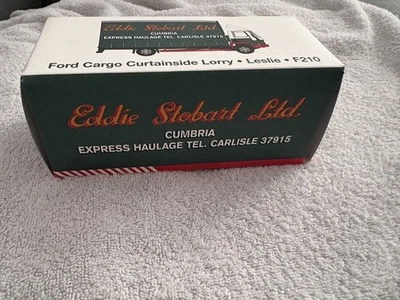 Eddie Stobart Ltd
CUMBRIA
EXPRESS HAULAGE TEL. CARLISLE 37915
Ford Cargo Curtainside Lorry • Leslie • F210
Eddie Stobart Ltd
CUMBRIA
EXPRESS HAULAGE TEL. CARLISLE 37915